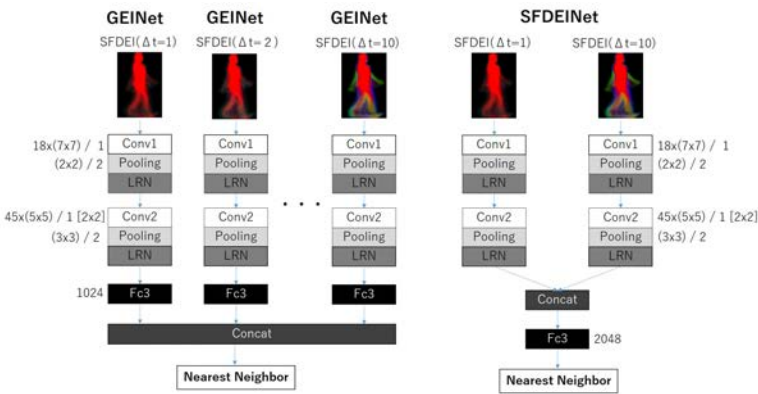 GEINet GEINet GEINet SFDEINet
SFDEI(Δt=1) SFDEI(Δt= 2 ) SFDEI(Δt=10) SFDEI(Δt=1) SFDEI(Δt=10)
18x(7x7) / 1 Conv1 Conv1 Conv1 Conv1 Conv1 18x(7x7) / 1
(2x2) / 2 Pooling Pooling Pooling Pooling Pooling (2x2) / 2
LRN LRN LRN LRN LRN
. . .
45x(5x5) / 1 [2x2] Conv2 Conv2 Conv2 Conv2 Conv2 45x(5x5) / 1 [2x2]
(3x3) / 2 Pooling Pooling Pooling Pooling Pooling (3x3) / 2
LRN LRN LRN LRN LRN
1024 Fc3 Fc3 Fc3 Concat
Concat Fc3 2048
Nearest Neighbor Nearest Neighbor